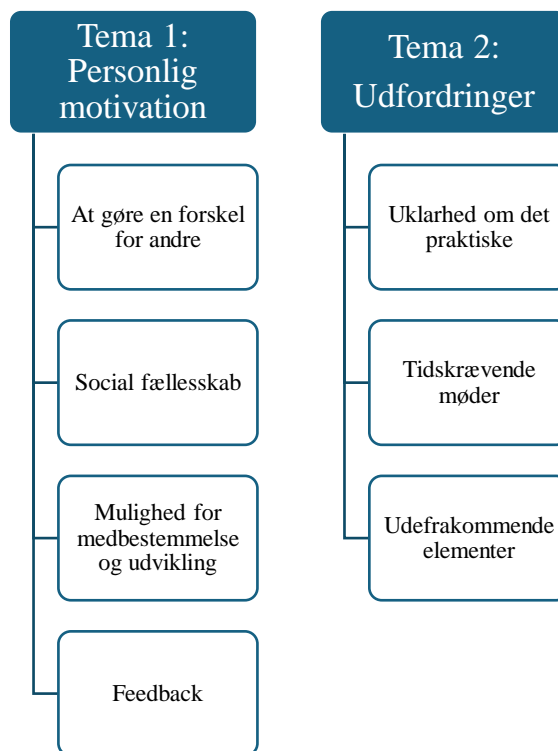 Tema 1:
Personlig
motivation
At gøre en forskel
for andre
Social fællesskab
Mulighed for
medbestemmelse
og udvikling
Feedback
Tema 2:
Udfordringer
Uklarhed om det
praktiske
Tidskrævende
møder
Udefrakommende
elementer